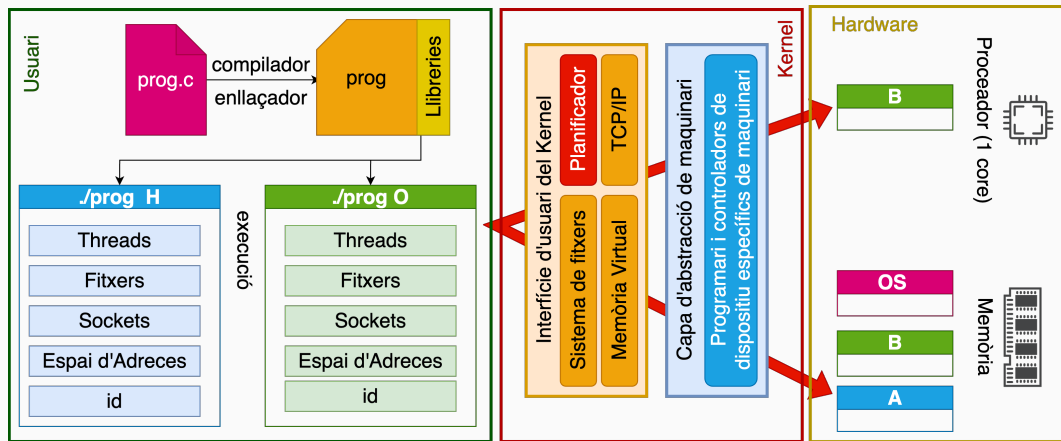 Usuari
prog.c
compilador
enllaçador
prog
Llibreries
./prog H
Threads
Fitxers
Sockets
Espai d'Adreces
id
execució
./prog O
Threads
Fitxers
Sockets
Espai d'Adreces
id
Kernel
Interfície d'usuari del Kernel
Planificador
TCP/IP
Sistema de fitxers
Memòria Virtual
Capa d'abstracció de maquinari
Programari i controladors de
dispositiu específics de maquinari
Hardware
B
Proceador (1 core)
OS
B
A
Memòria